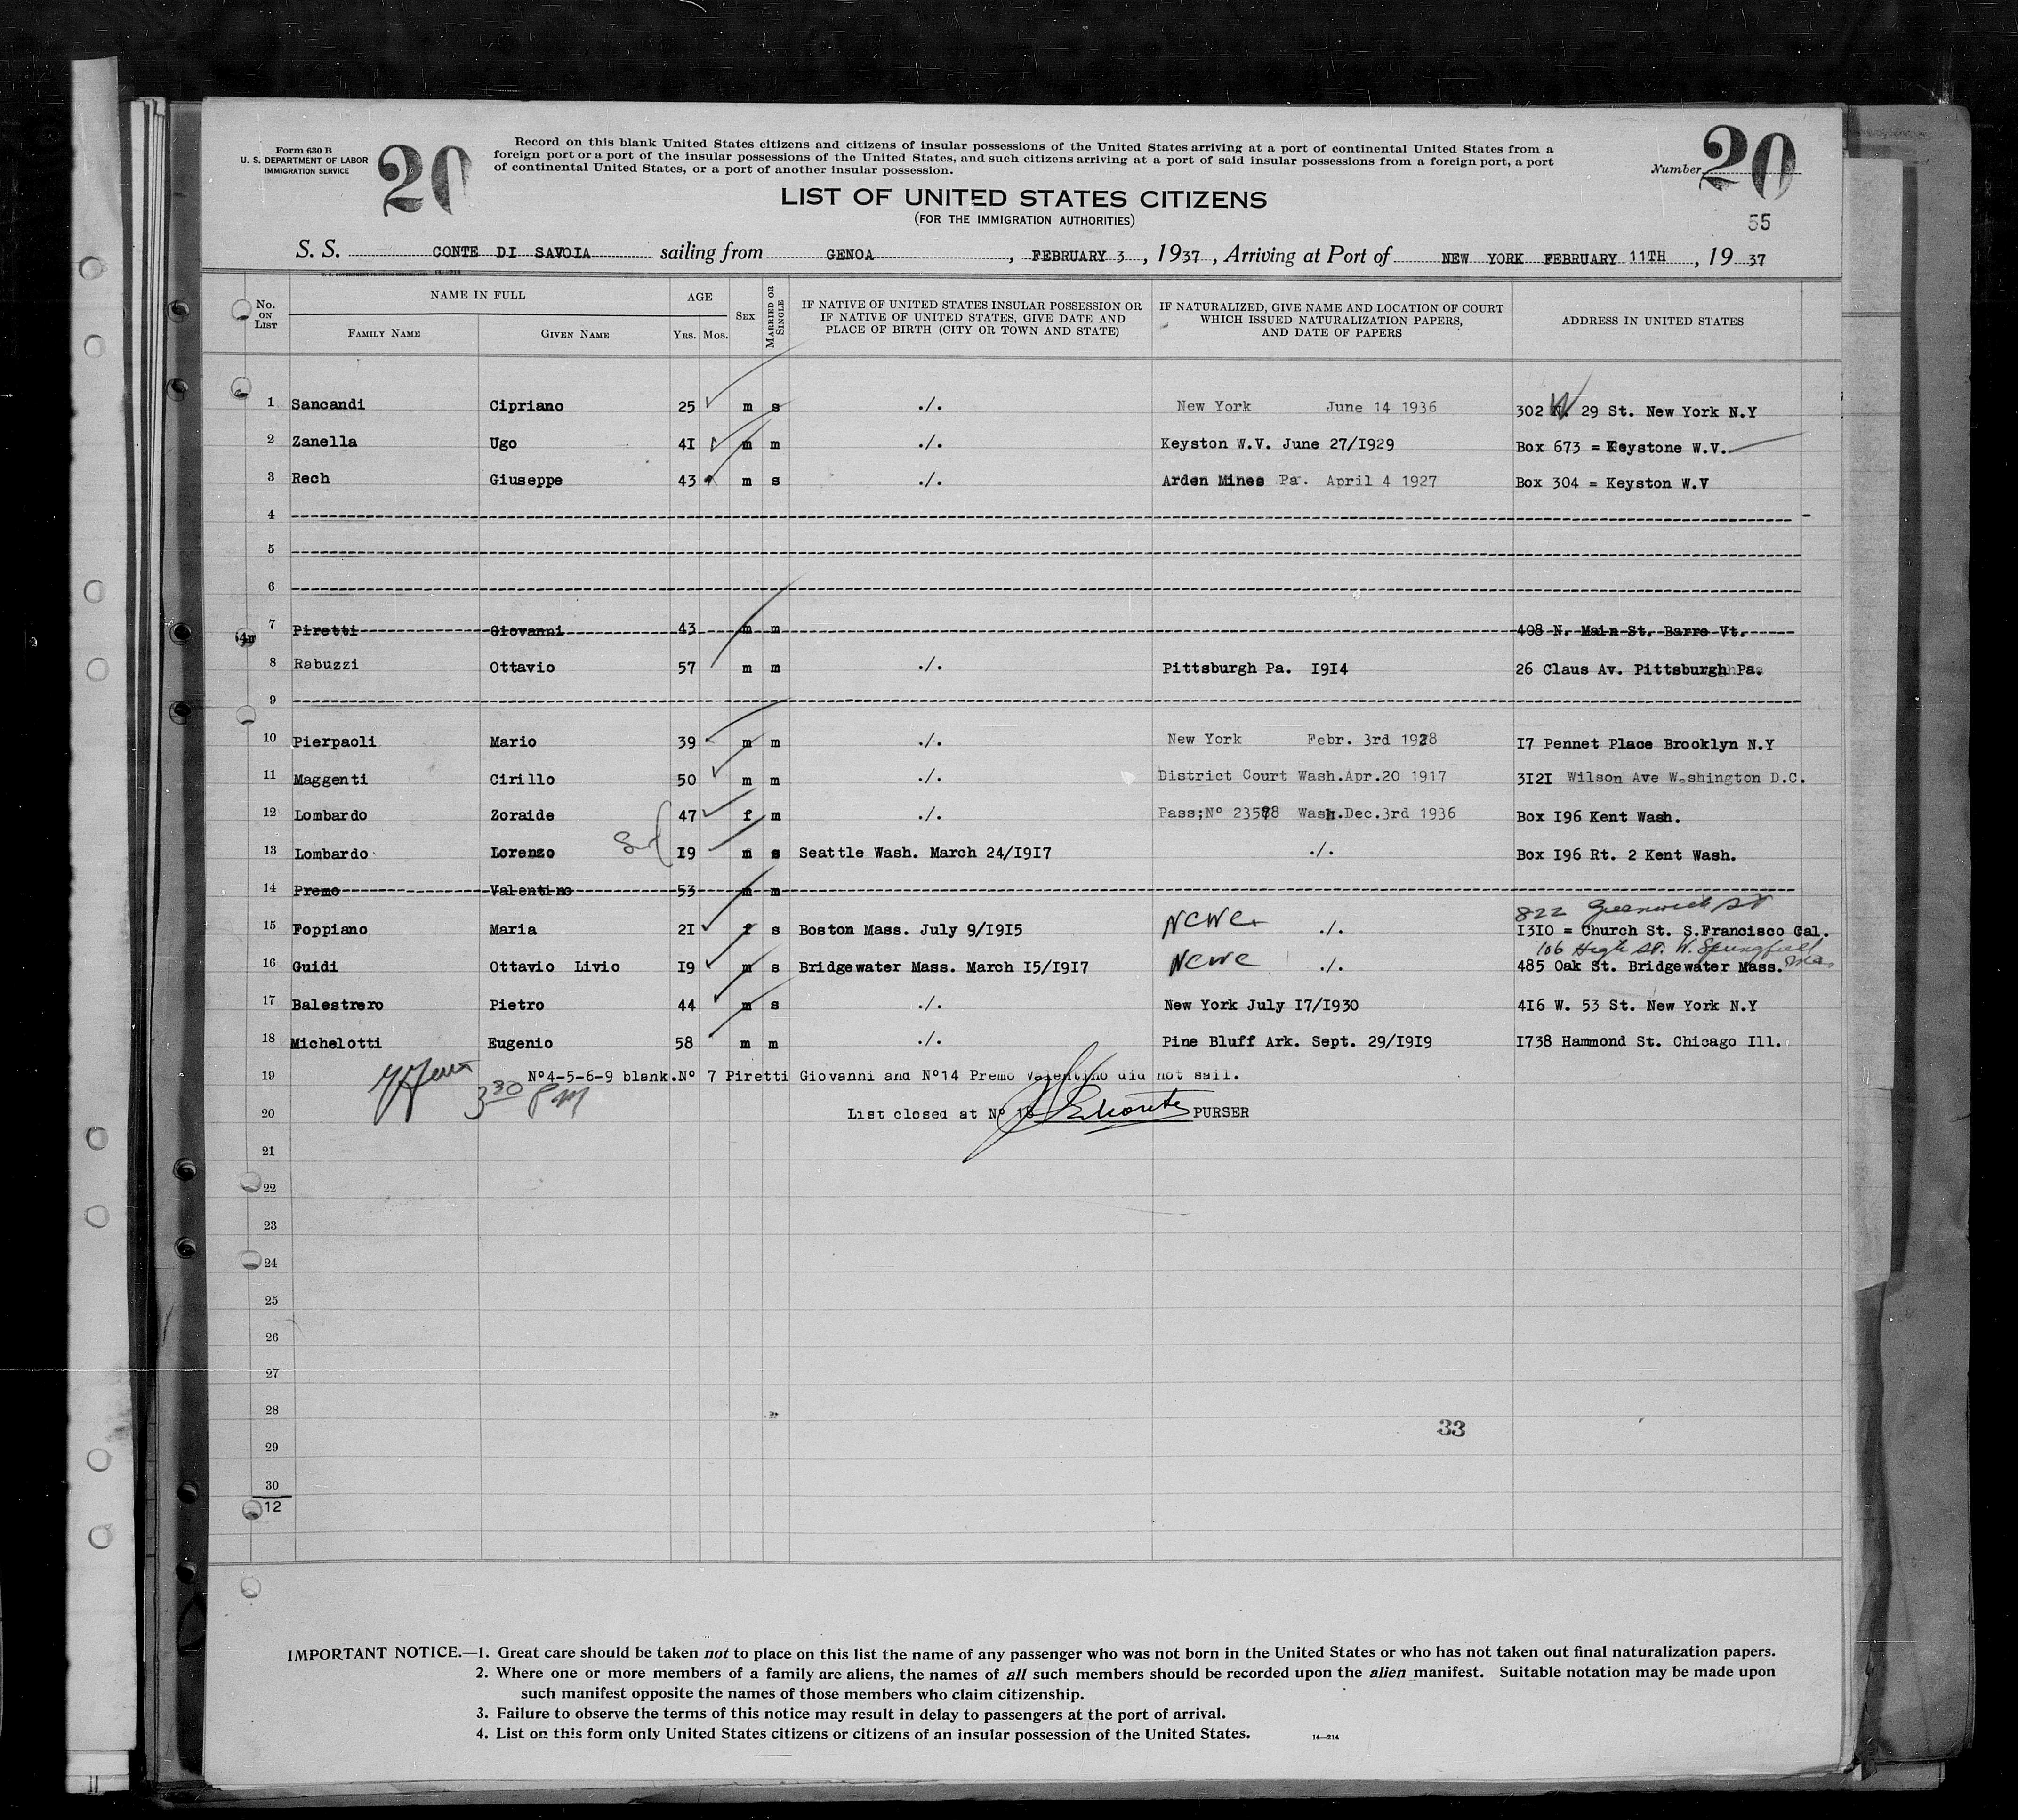 Form 630 B
U. S. DEPARTMENT OF LABOR
IMMIGRATION SERVICE
20
Record on this blank United States citizens and citizens of insular possessions of the United States arriving at a port of continental United States from a
foreign port or a port of the insular possessions of the United States, and such citizens arriving at a port of said insular possessions from a foreign port, a port
of continental United States, or a port of another insular possession.
Number 20
LIST OF UNITED STATES CITIZENS
(FOR THE IMMIGRATION AUTHORITIES)
55
S. S. CONTE DI SAVOIA sailing from GENOA , FEBRUARY 3 , 1937 , Arriving at Port of NEW YORK FEBRUARY 11TH , 19 37
14—214
No. ON LIST
NAME IN FULL
FAMILY NAME GIVEN NAME
AGE
YRS. MOS.
SEX
MARRIED OR SINGLE
IF NATIVE OF UNITED STATES INSULAR POSSESSION OR
IF NATIVE OF UNITED STATES, GIVE DATE AND
PLACE OF BIRTH (CITY OR TOWN AND STATE)
IF NATURALIZED, GIVE NAME AND LOCATION OF COURT
WHICH ISSUED NATURALIZATION PAPERS,
AND DATE OF PAPERS
ADDRESS IN UNITED STATES
1 Sancandi Cipriano 25 m s ./. New York June 14 1936 302 W 29 St. New York N.Y
2 Zanella Ugo 41 m m ./. Keyston W.V. June 27/1929 Box 673 = Keystone W.V.
3 Rech Giuseppe 43 m s ./. Arden Mines Pa. April 4 1927 Box 304 = Keyston W.V
4
5
6
7 Piretti Giovanni 43 m m 408 N. Main St. Barre Vt.
8 Rabuzzi Ottavio 57 m m ./. Pittsburgh Pa. 1914 26 Claus Av. Pittsburgh Pa.
9
10 Pierpaoli Mario 39 m m ./. New York Febr. 3rd 1928 17 Pennet Place Brooklyn N.Y
11 Maggenti Cirillo 50 m m ./. District Court Wash.Apr.20 1917 3121 Wilson Ave Washington D.C.
12 Lombardo Zoraide 47 f m ./. Pass;Nº 23578 Wash.Dec.3rd 1936 Box 196 Kent Wash.
13 Lombardo Lorenzo 19 m s Seattle Wash. March 24/1917 ./. Box 196 Rt. 2 Kent Wash.
14 Premo Valentino 53 m m
822 Greenwich St
15 Foppiano Maria 21 f s Boston Mass. July 9/1915 NCWC ./. 1310 = Church St. S.Francisco Cal.
106 High St. W. Springfield Mas
16 Guidi Ottavio Livio 19 m s Bridgewater Mass. March 15/1917 NCWC ./. 485 Oak St. Bridgewater Mass.
17 Balestrero Pietro 44 m s ./. New York July 17/1930 416 W. 53 St. New York N.Y
18 Michelotti Eugenio 58 m m ./. Pine Bluff Ark. Sept. 29/1919 1738 Hammond St. Chicago Ill.
19 Nº4-5-6-9 blank.Nº 7 Piretti Giovanni and Nº14 Premo Valentino did not sail.
3 30 PM
20 List closed at Nº 18 PURSER
21
22
23
24
25
26
27
28
33
29
30
12
IMPORTANT NOTICE.—1. Great care should be taken not to place on this list the name of any passenger who was not born in the United States or who has not taken out final naturalization papers.
2. Where one or more members of a family are aliens, the names of all such members should be recorded upon the alien manifest. Suitable notation may be made upon
such manifest opposite the names of those members who claim citizenship.
3. Failure to observe the terms of this notice may result in delay to passengers at the port of arrival.
4. List on this form only United States citizens or citizens of an insular possession of the United States.
14—214